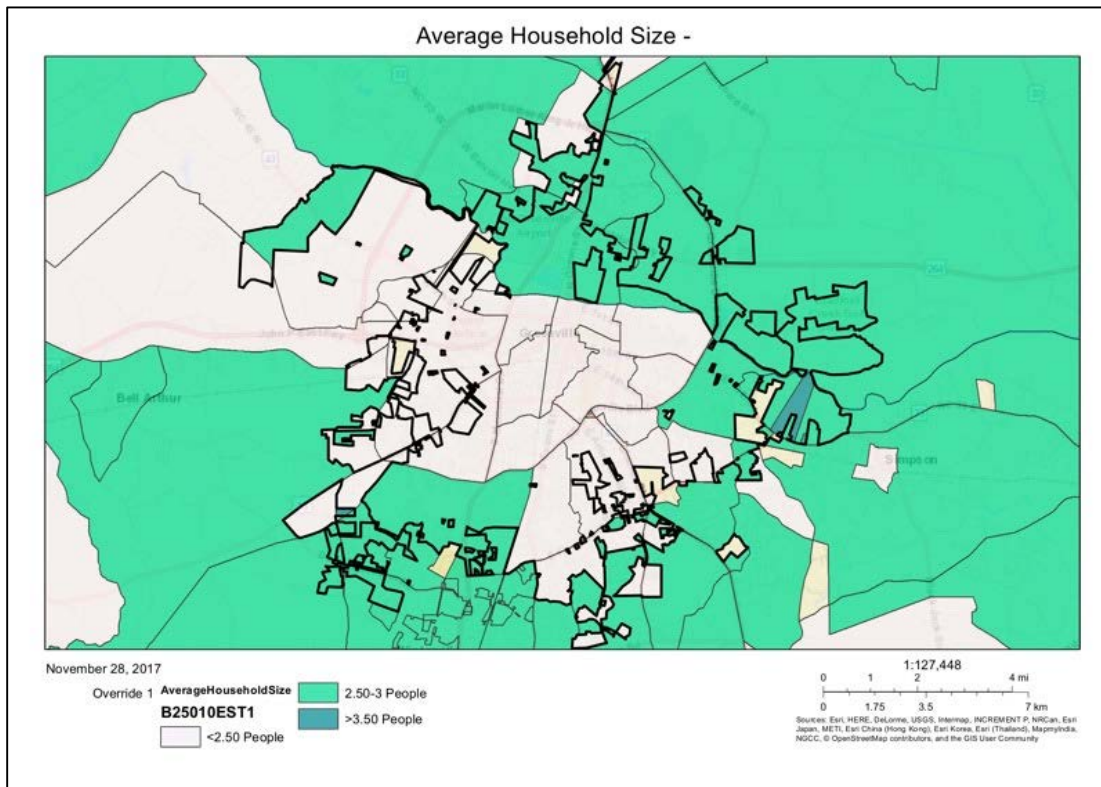 Average Household Size -
Bell Arthur
Simpson
Greenville
264
43
November 28, 2017
Override 1 AverageHouseholdSize
B25010EST1
<2.50 People
2.50-3 People
>3.50 People
1:127,448
0 1 2 4 mi
0 1.75 3.5 7 km
Sources: Esri, HERE, DeLorme, USGS, Intermap, INCREMENT P, NRCan, Esri
Japan, METI, Esri China (Hong Kong), Esri Korea, Esri (Thailand), MapmyIndia,
NGCC, © OpenStreetMap contributors, and the GIS User Community